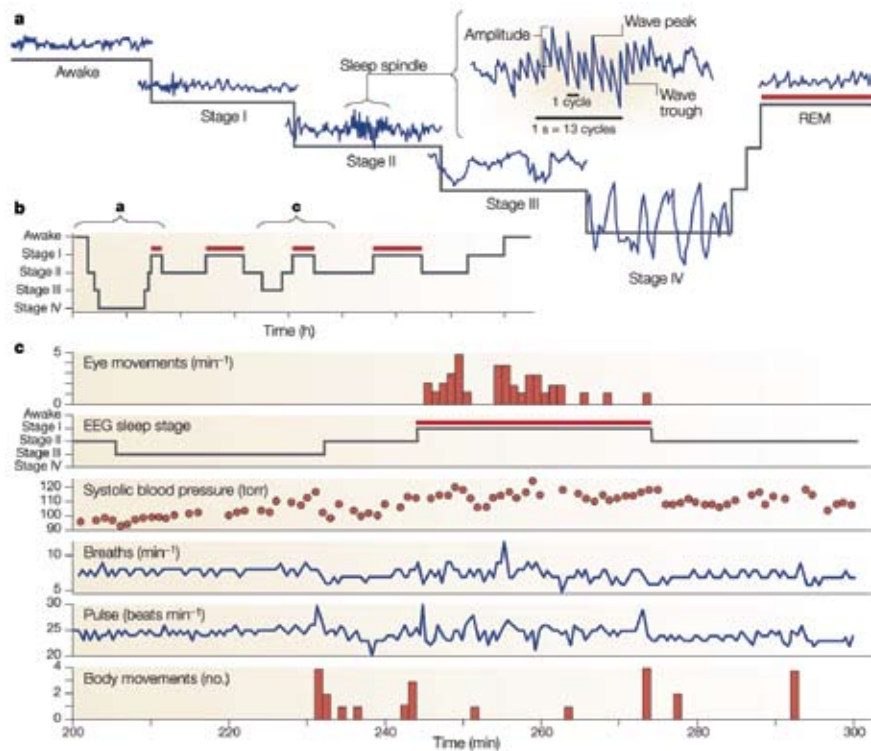 a
Awake
Stage I
Sleep spindle
Stage II
Amplitude
Wave peak
1 cycle
Wave
trough
1 s = 13 cycles
Stage III
Stage IV
REM
b
a
c
Awake
Stage I
Stage II
Stage III
Stage IV
Time (h)
c
Eye movements (min⁻¹)
5
0
Awake
Stage I
Stage II
Stage III
Stage IV
EEG sleep stage
Systolic blood pressure (torr)
120
110
100
90
Breaths (min⁻¹)
10
5
Pulse (beats min⁻¹)
30
25
20
Body movements (no.)
4
2
0
200 220 240 260 280 300
Time (min)